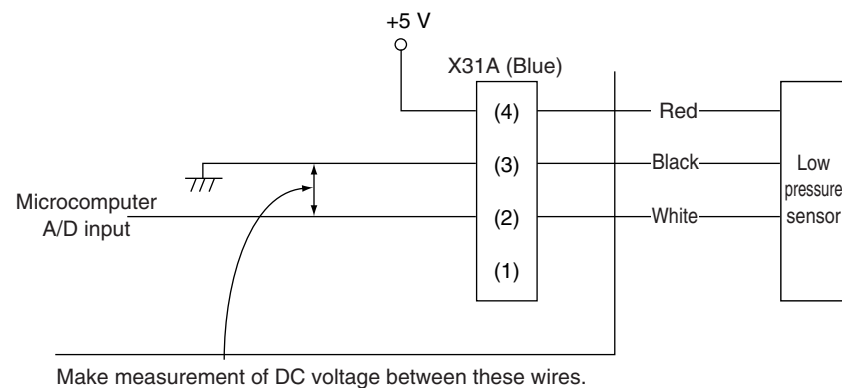 +5 V
X31A (Blue)
(4)
Red
(3)
Black
Low
pressure
sensor
Microcomputer
A/D input
(2)
White
(1)
Make measurement of DC voltage between these wires.